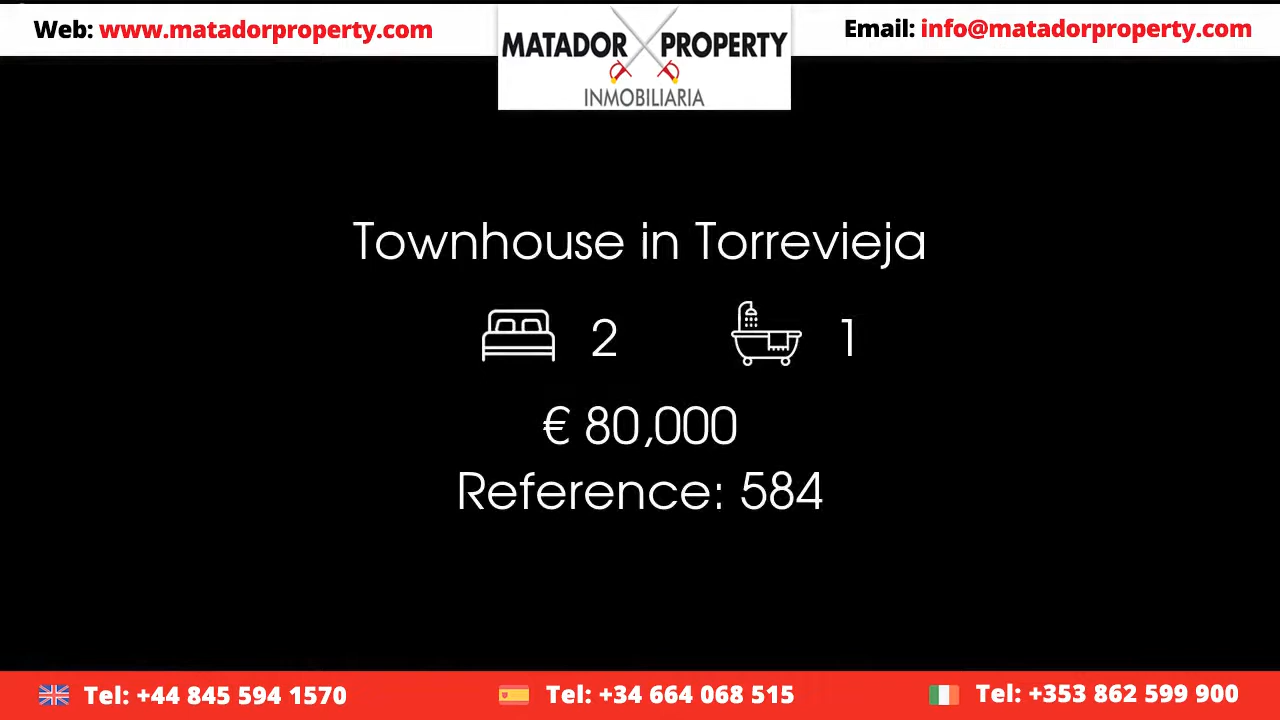 Web: www.matadorproperty.com
MATADOR PROPERTY
INMOBILIARIA
Email: info@matadorproperty.com
Townhouse in Torrevieja
2 1
€ 80,000
Reference: 584
Tel: +44 845 594 1570
Tel: +34 664 068 515
Tel: +353 862 599 900